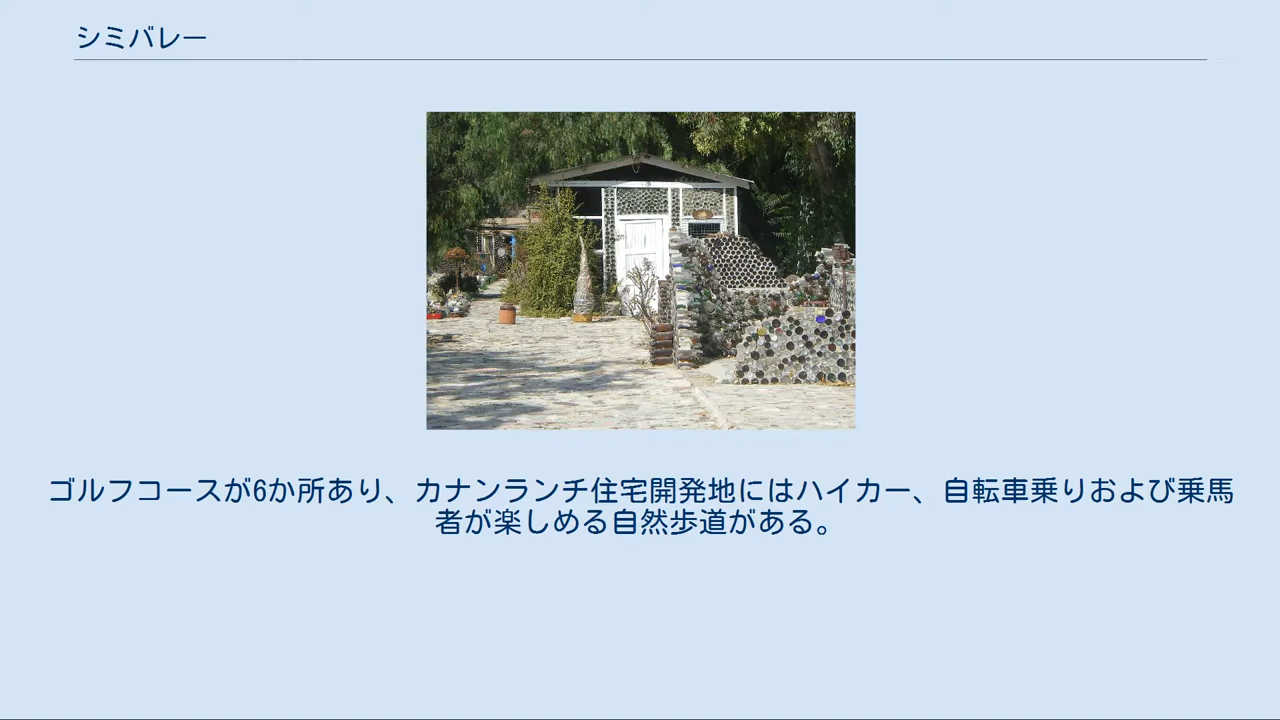 シミバレー
ゴルフコースが6か所あり、カナンランチ住宅開発地にはハイカー、自転車乗りおよび乗馬
者が楽しめる自然歩道がある。